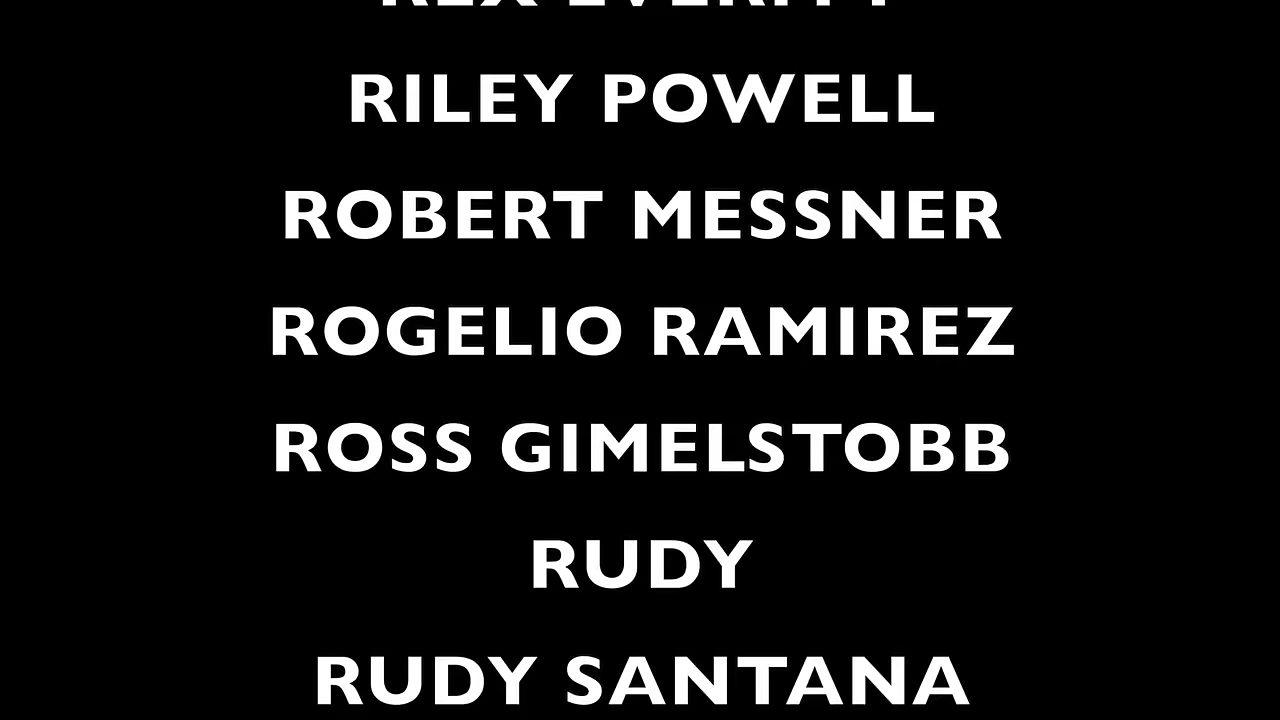 RILEY POWELL
ROBERT MESSNER
ROGELIO RAMIREZ
ROSS GIMELSTOBB
RUDY
RUDY SANTANA